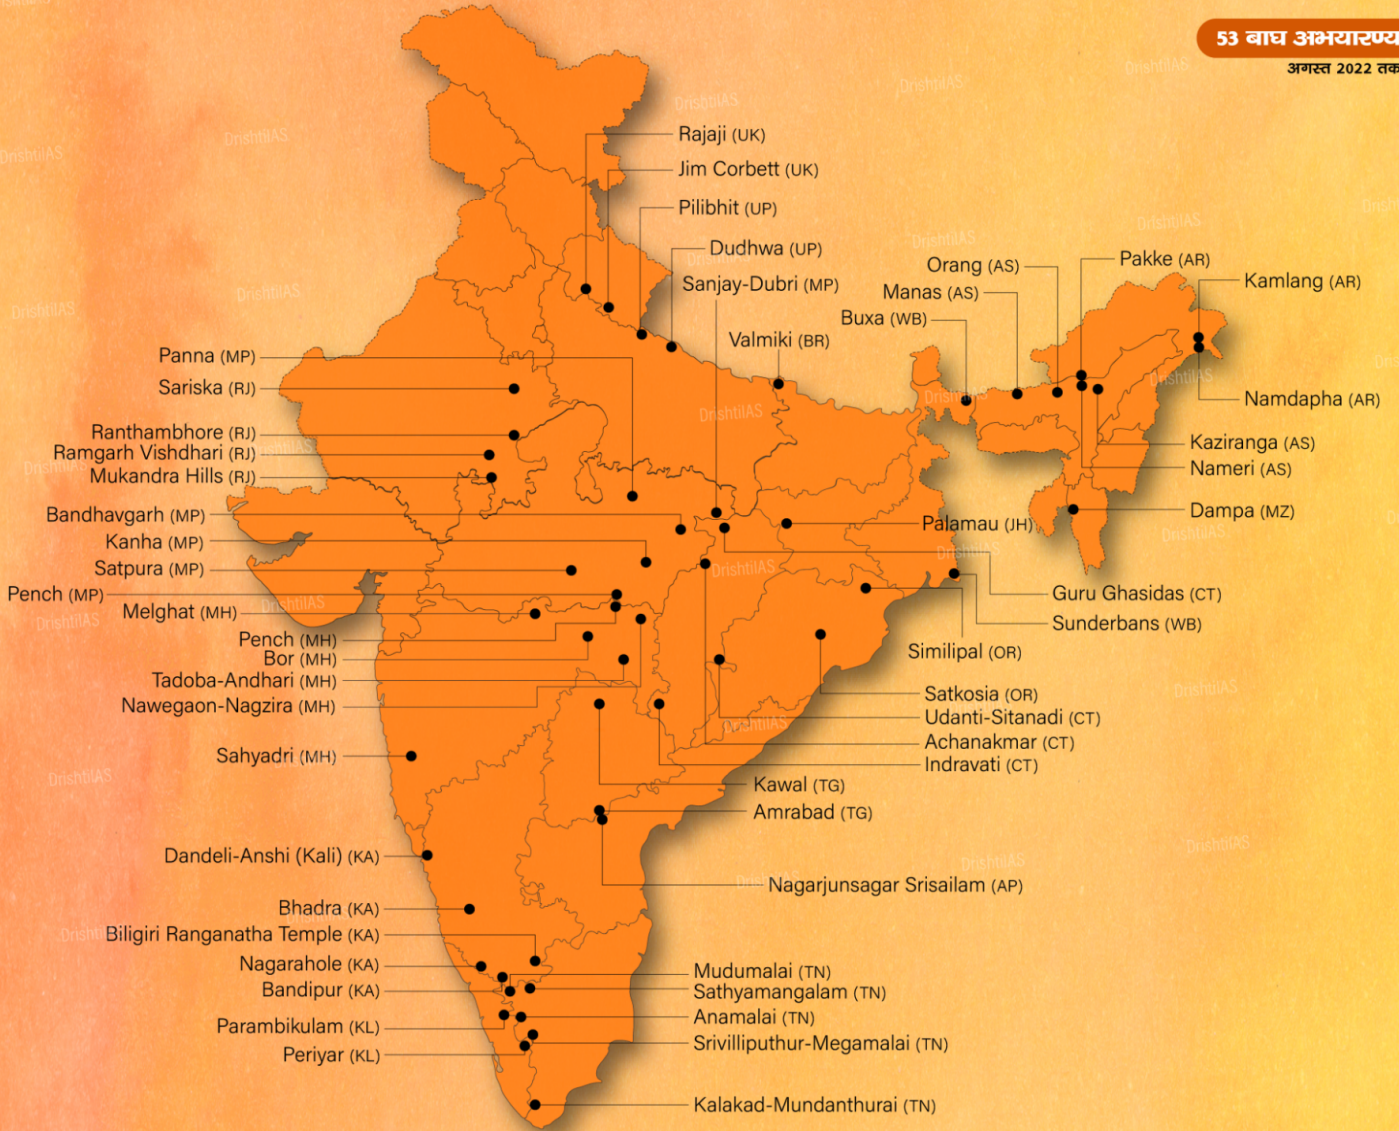 53 बाघ अभयारण्य
अगस्त 2022 तक
Rajaji (UK)
Jim Corbett (UK)
Pilibhit (UP)
Dudhwa (UP)
Sanjay-Dubri (MP)
Valmiki (BR)
Orang (AS)
Manas (AS)
Buxa (WB)
Pakke (AR)
Kamlang (AR)
Namdapha (AR)
Kaziranga (AS)
Nameri (AS)
Dampa (MZ)
Panna (MP)
Sariska (RJ)
Ranthambhore (RJ)
Ramgarh Vishdhari (RJ)
Mukandra Hills (RJ)
Bandhavgarh (MP)
Kanha (MP)
Satpura (MP)
Pench (MP)
Melghat (MH)
Pench (MH)
Bor (MH)
Tadoba-Andhari (MH)
Nawegaon-Nagzira (MH)
Sahyadri (MH)
Palamau (JH)
Guru Ghasidas (CT)
Sunderbans (WB)
Similipal (OR)
Satkosia (OR)
Udanti-Sitanadi (CT)
Achanakmar (CT)
Indravati (CT)
Kawal (TG)
Amrabad (TG)
Nagarjunsagar Srisailam (AP)
Dandeli-Anshi (Kali) (KA)
Bhadra (KA)
Biligiri Ranganatha Temple (KA)
Nagarahole (KA)
Bandipur (KA)
Parambikulam (KL)
Periyar (KL)
Mudumalai (TN)
Sathyamangalam (TN)
Anamalai (TN)
Srivilliputhur-Megamalai (TN)
Kalakad-Mundanthurai (TN)
DrishtiIAS